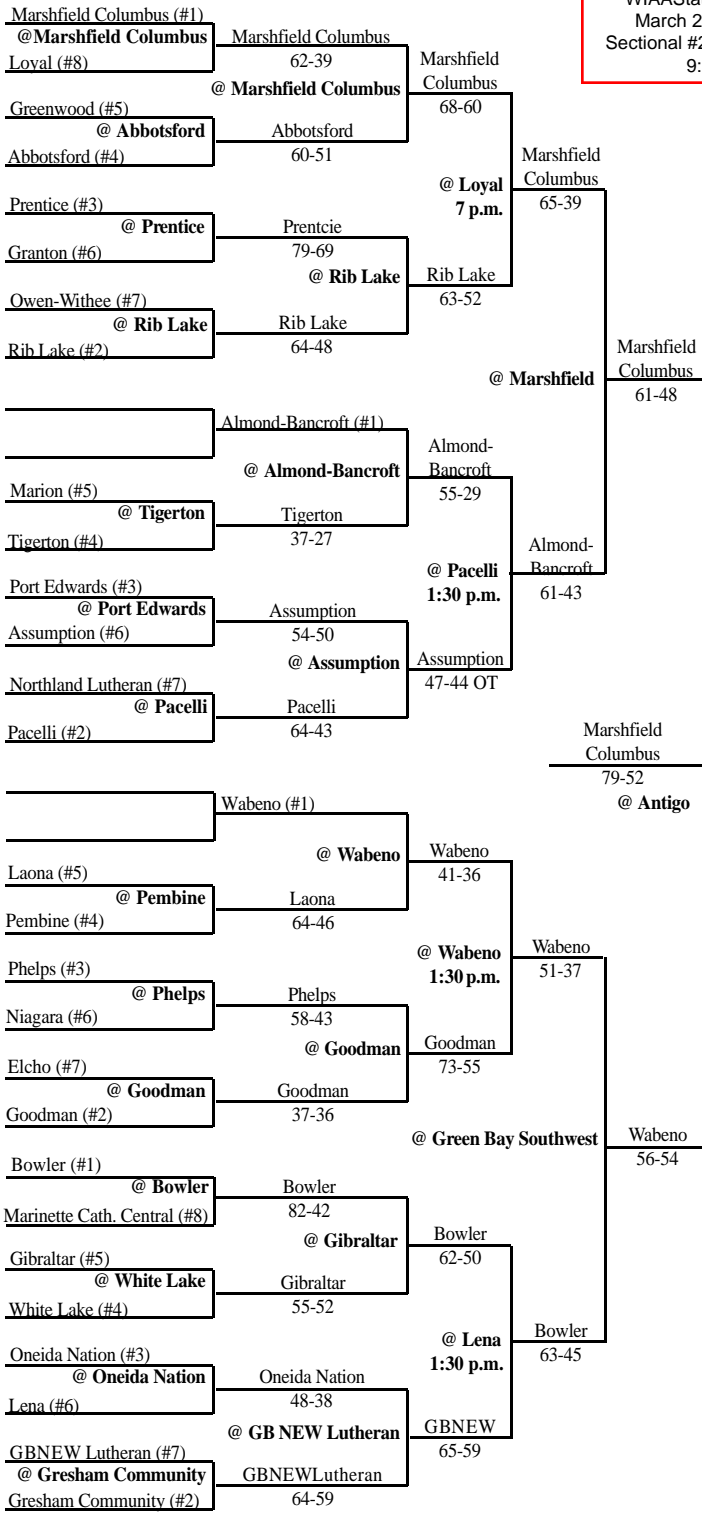 WIAASta
March 2
Sectional #2
9:
Marshfield Columbus (#1)
@Marshfield Columbus
Loyal (#8)
Marshfield Columbus
62-39
@ Marshfield Columbus
Greenwood (#5)
@ Abbotsford
Abbotsford (#4)
Abbotsford
60-51
Marshfield
Columbus
68-60
@ Loyal
7 p.m.
Marshfield
Columbus
65-39
Prentice (#3)
@ Prentice
Granton (#6)
Prentcie
79-69
@ Rib Lake
Owen-Withee (#7)
@ Rib Lake
Rib Lake (#2)
Rib Lake
64-48
Rib Lake
63-52
@ Marshfield
Marshfield
Columbus
61-48
Almond-Bancroft (#1)
@ Almond-Bancroft
Marion (#5)
@ Tigerton
Tigerton (#4)
Tigerton
37-27
Almond-
Bancroft
55-29
@ Pacelli
1:30 p.m.
Almond-
Bancroft
61-43
Port Edwards (#3)
@ Port Edwards
Assumption (#6)
Assumption
54-50
@ Assumption
Northland Lutheran (#7)
@ Pacelli
Pacelli (#2)
Pacelli
64-43
Assumption
47-44 OT
Marshfield
Columbus
79-52
@ Antigo
Wabeno (#1)
@ Wabeno
Laona (#5)
@ Pembine
Pembine (#4)
Laona
64-46
Wabeno
41-36
@ Wabeno
1:30 p.m.
Wabeno
51-37
Phelps (#3)
@ Phelps
Niagara (#6)
Phelps
58-43
@ Goodman
Elcho (#7)
@ Goodman
Goodman (#2)
Goodman
37-36
Goodman
73-55
@ Green Bay Southwest
Wabeno
56-54
Bowler (#1)
@ Bowler
Marinette Cath. Central (#8)
Bowler
82-42
@ Gibraltar
Gibraltar (#5)
@ White Lake
White Lake (#4)
Gibraltar
55-52
Bowler
62-50
@ Lena
1:30 p.m.
Bowler
63-45
Oneida Nation (#3)
@ Oneida Nation
Lena (#6)
Oneida Nation
48-38
@ GB NEW Lutheran
GBNEW Lutheran (#7)
@ Gresham Community
Gresham Community (#2)
GBNEWLutheran
64-59
GBNEW
65-59